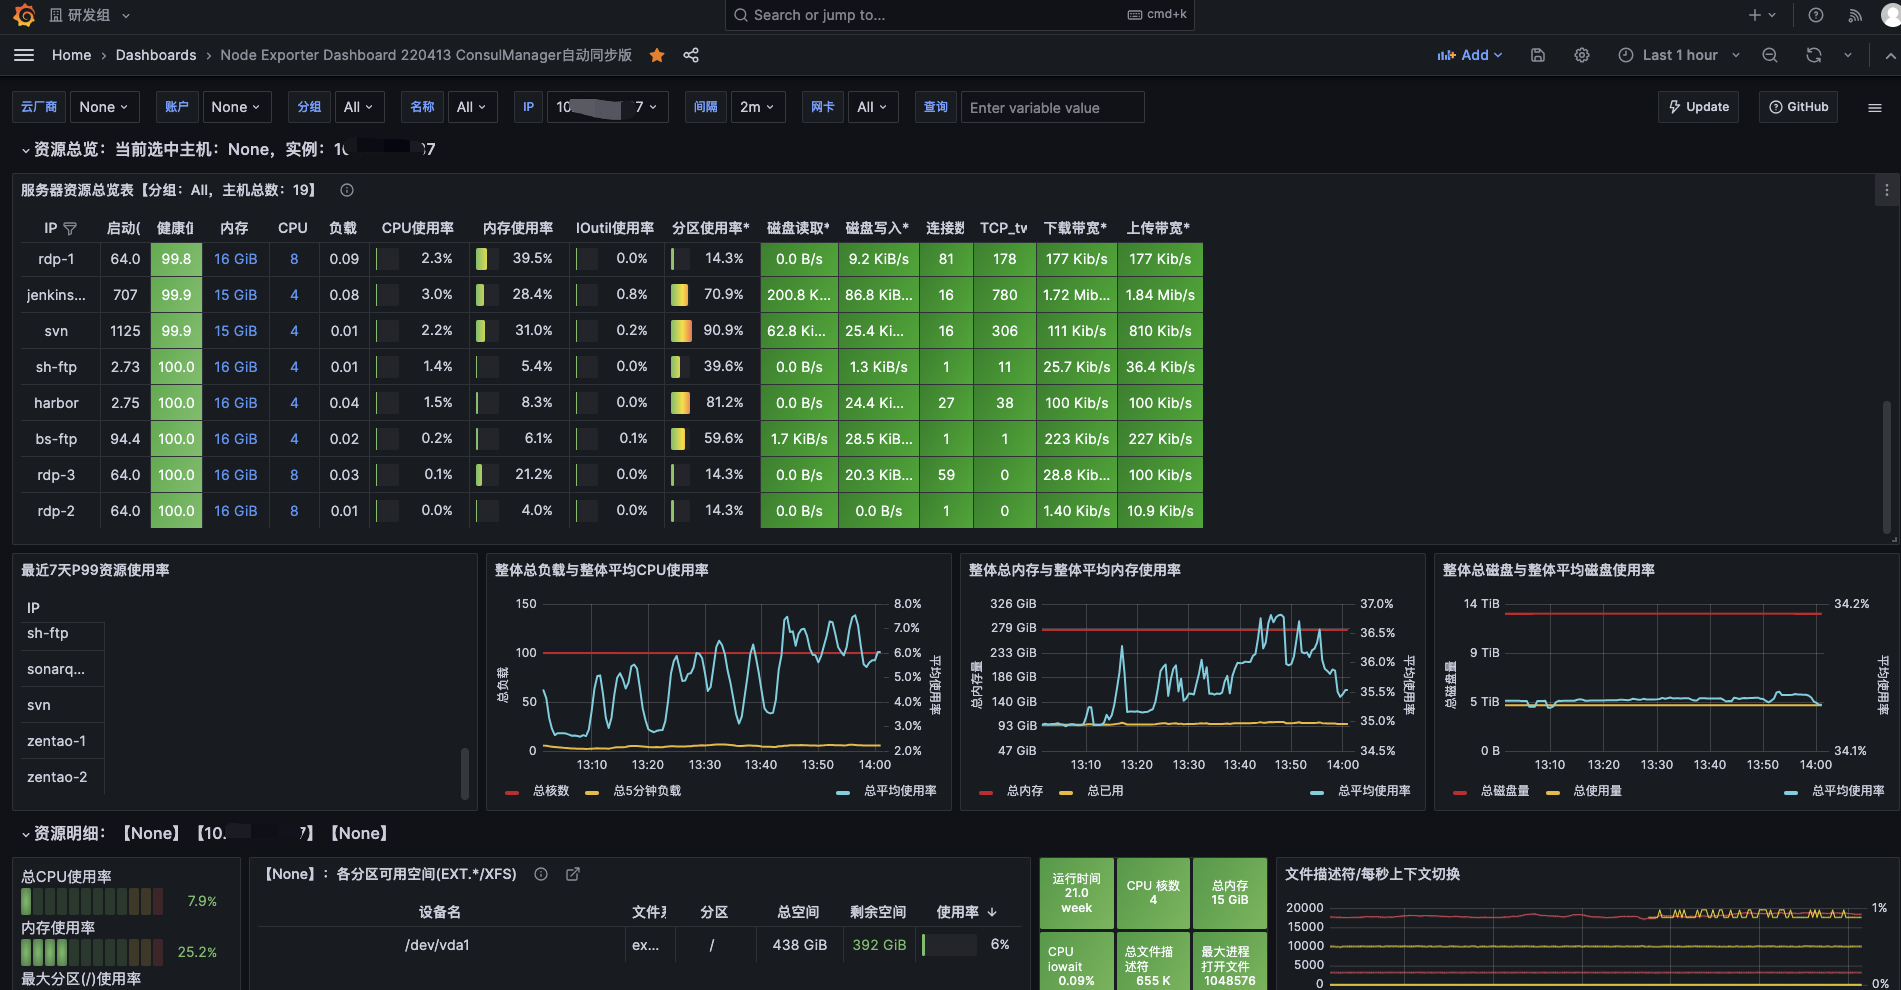 研发组
Search or jump to...
cmd+k
Home › Dashboards › Node Exporter Dashboard 220413 ConsulManager自动同步版
Add
Last 1 hour
云厂商 None 账户 None 分组 All 名称 All IP 10 7 间隔 2m 网卡 All 查询 Enter variable value
Update
GitHub
资源总览：当前选中主机：None，实例：10 37
服务器资源总览表【分组：All，主机总数：19】
IP 启动( 健康值 内存 CPU 负载 CPU使用率 内存使用率 IOutil使用率 分区使用率* 磁盘读取* 磁盘写入* 连接数 TCP_tw 下载带宽* 上传带宽*
rdp-1 64.0 99.8 16 GiB 8 0.09 2.3% 39.5% 0.0% 14.3% 0.0 B/s 9.2 KiB/s 81 178 177 Kib/s 177 Kib/s
jenkins... 707 99.9 15 GiB 4 0.08 3.0% 28.4% 0.8% 70.9% 200.8 K... 86.8 KiB... 16 780 1.72 Mib... 1.84 Mib/s
svn 1125 99.9 15 GiB 4 0.01 2.2% 31.0% 0.2% 90.9% 62.8 Ki... 25.4 Ki... 16 306 111 Kib/s 810 Kib/s
sh-ftp 2.73 100.0 16 GiB 4 0.01 1.4% 5.4% 0.0% 39.6% 0.0 B/s 1.3 KiB/s 1 11 25.7 Kib/s 36.4 Kib/s
harbor 2.75 100.0 16 GiB 4 0.04 1.5% 8.3% 0.0% 81.2% 0.0 B/s 24.4 Ki... 27 38 100 Kib/s 100 Kib/s
bs-ftp 94.4 100.0 16 GiB 4 0.02 0.2% 6.1% 0.1% 59.6% 1.7 KiB/s 28.5 KiB... 1 1 223 Kib/s 227 Kib/s
rdp-3 64.0 100.0 16 GiB 8 0.03 0.1% 21.2% 0.0% 14.3% 0.0 B/s 20.3 KiB... 59 0 28.8 Kib... 100 Kib/s
rdp-2 64.0 100.0 16 GiB 8 0.01 0.0% 4.0% 0.0% 14.3% 0.0 B/s 0.0 B/s 1 0 1.40 Kib/s 10.9 Kib/s
最近7天P99资源使用率
IP
sh-ftp
sonarq...
svn
zentao-1
zentao-2
整体总负载与整体平均CPU使用率
总负载
150
100
50
0
8.0%
7.0%
6.0%
5.0%
4.0%
3.0%
2.0%
平均使用率
13:10 13:20 13:30 13:40 13:50 14:00
总核数 总5分钟负载 总平均使用率
整体总内存与整体平均内存使用率
总内存量
326 GiB
279 GiB
233 GiB
186 GiB
140 GiB
93 GiB
47 GiB
37.0%
36.5%
36.0%
35.5%
35.0%
34.5%
平均使用率
13:10 13:20 13:30 13:40 13:50 14:00
总内存 总已用 总平均使用率
整体总磁盘与整体平均磁盘使用率
总磁盘量
14 TiB
9 TiB
5 TiB
0 B
34.2%
34.1%
平均使用率
13:10 13:20 13:30 13:40 13:50 14:00
总磁盘量 总使用量 总平均使用率
资源明细：【None】【10. 7】【None】
总CPU使用率
7.9%
内存使用率
25.2%
最大分区(/)使用率
【None】：各分区可用空间(EXT.*/XFS)
设备名 文件系 分区 总空间 剩余空间 使用率
/dev/vda1 ex... / 438 GiB 392 GiB 6%
运行时间
21.0
week
CPU 核数
4
总内存
15 GiB
CPU
iowait
0.09%
总文件描
述符
655 K
最大进程
打开文件
1048576
文件描述符/每秒上下文切换
20000
15000
10000
5000
0
1%
0%